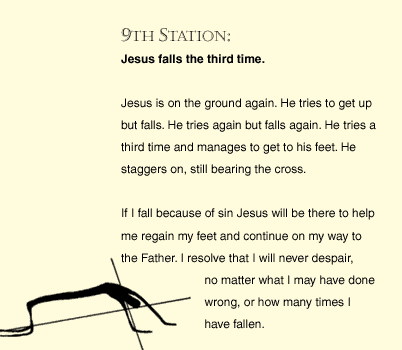 9TH STATION:
Jesus falls the third time.
Jesus is on the ground again. He tries to get up
but falls. He tries again but falls again. He tries a
third time and manages to get to his feet. He
staggers on, still bearing the cross.
If I fall because of sin Jesus will be there to help
me regain my feet and continue on my way to
the Father. I resolve that I will never despair,
no matter what I may have done
wrong, or how many times I
have fallen.